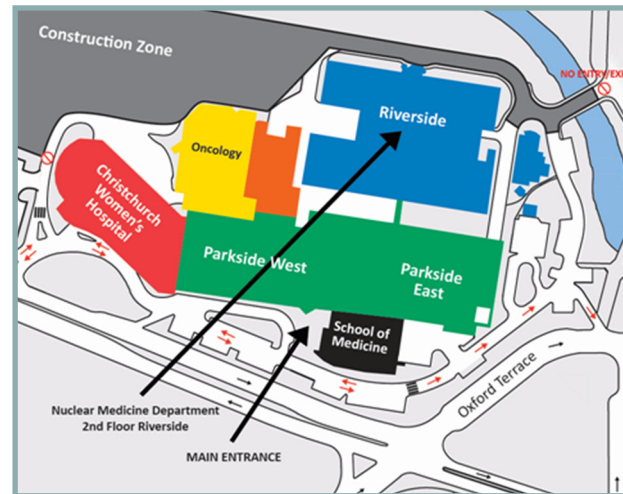 Construction Zone
NO ENTRY/EXI
Riverside
Oncology
Christchurch
Women's
Hospital
Parkside West
Parkside
East
School of
Medicine
Oxford Terrace
Nuclear Medicine Department
2nd Floor Riverside
MAIN ENTRANCE